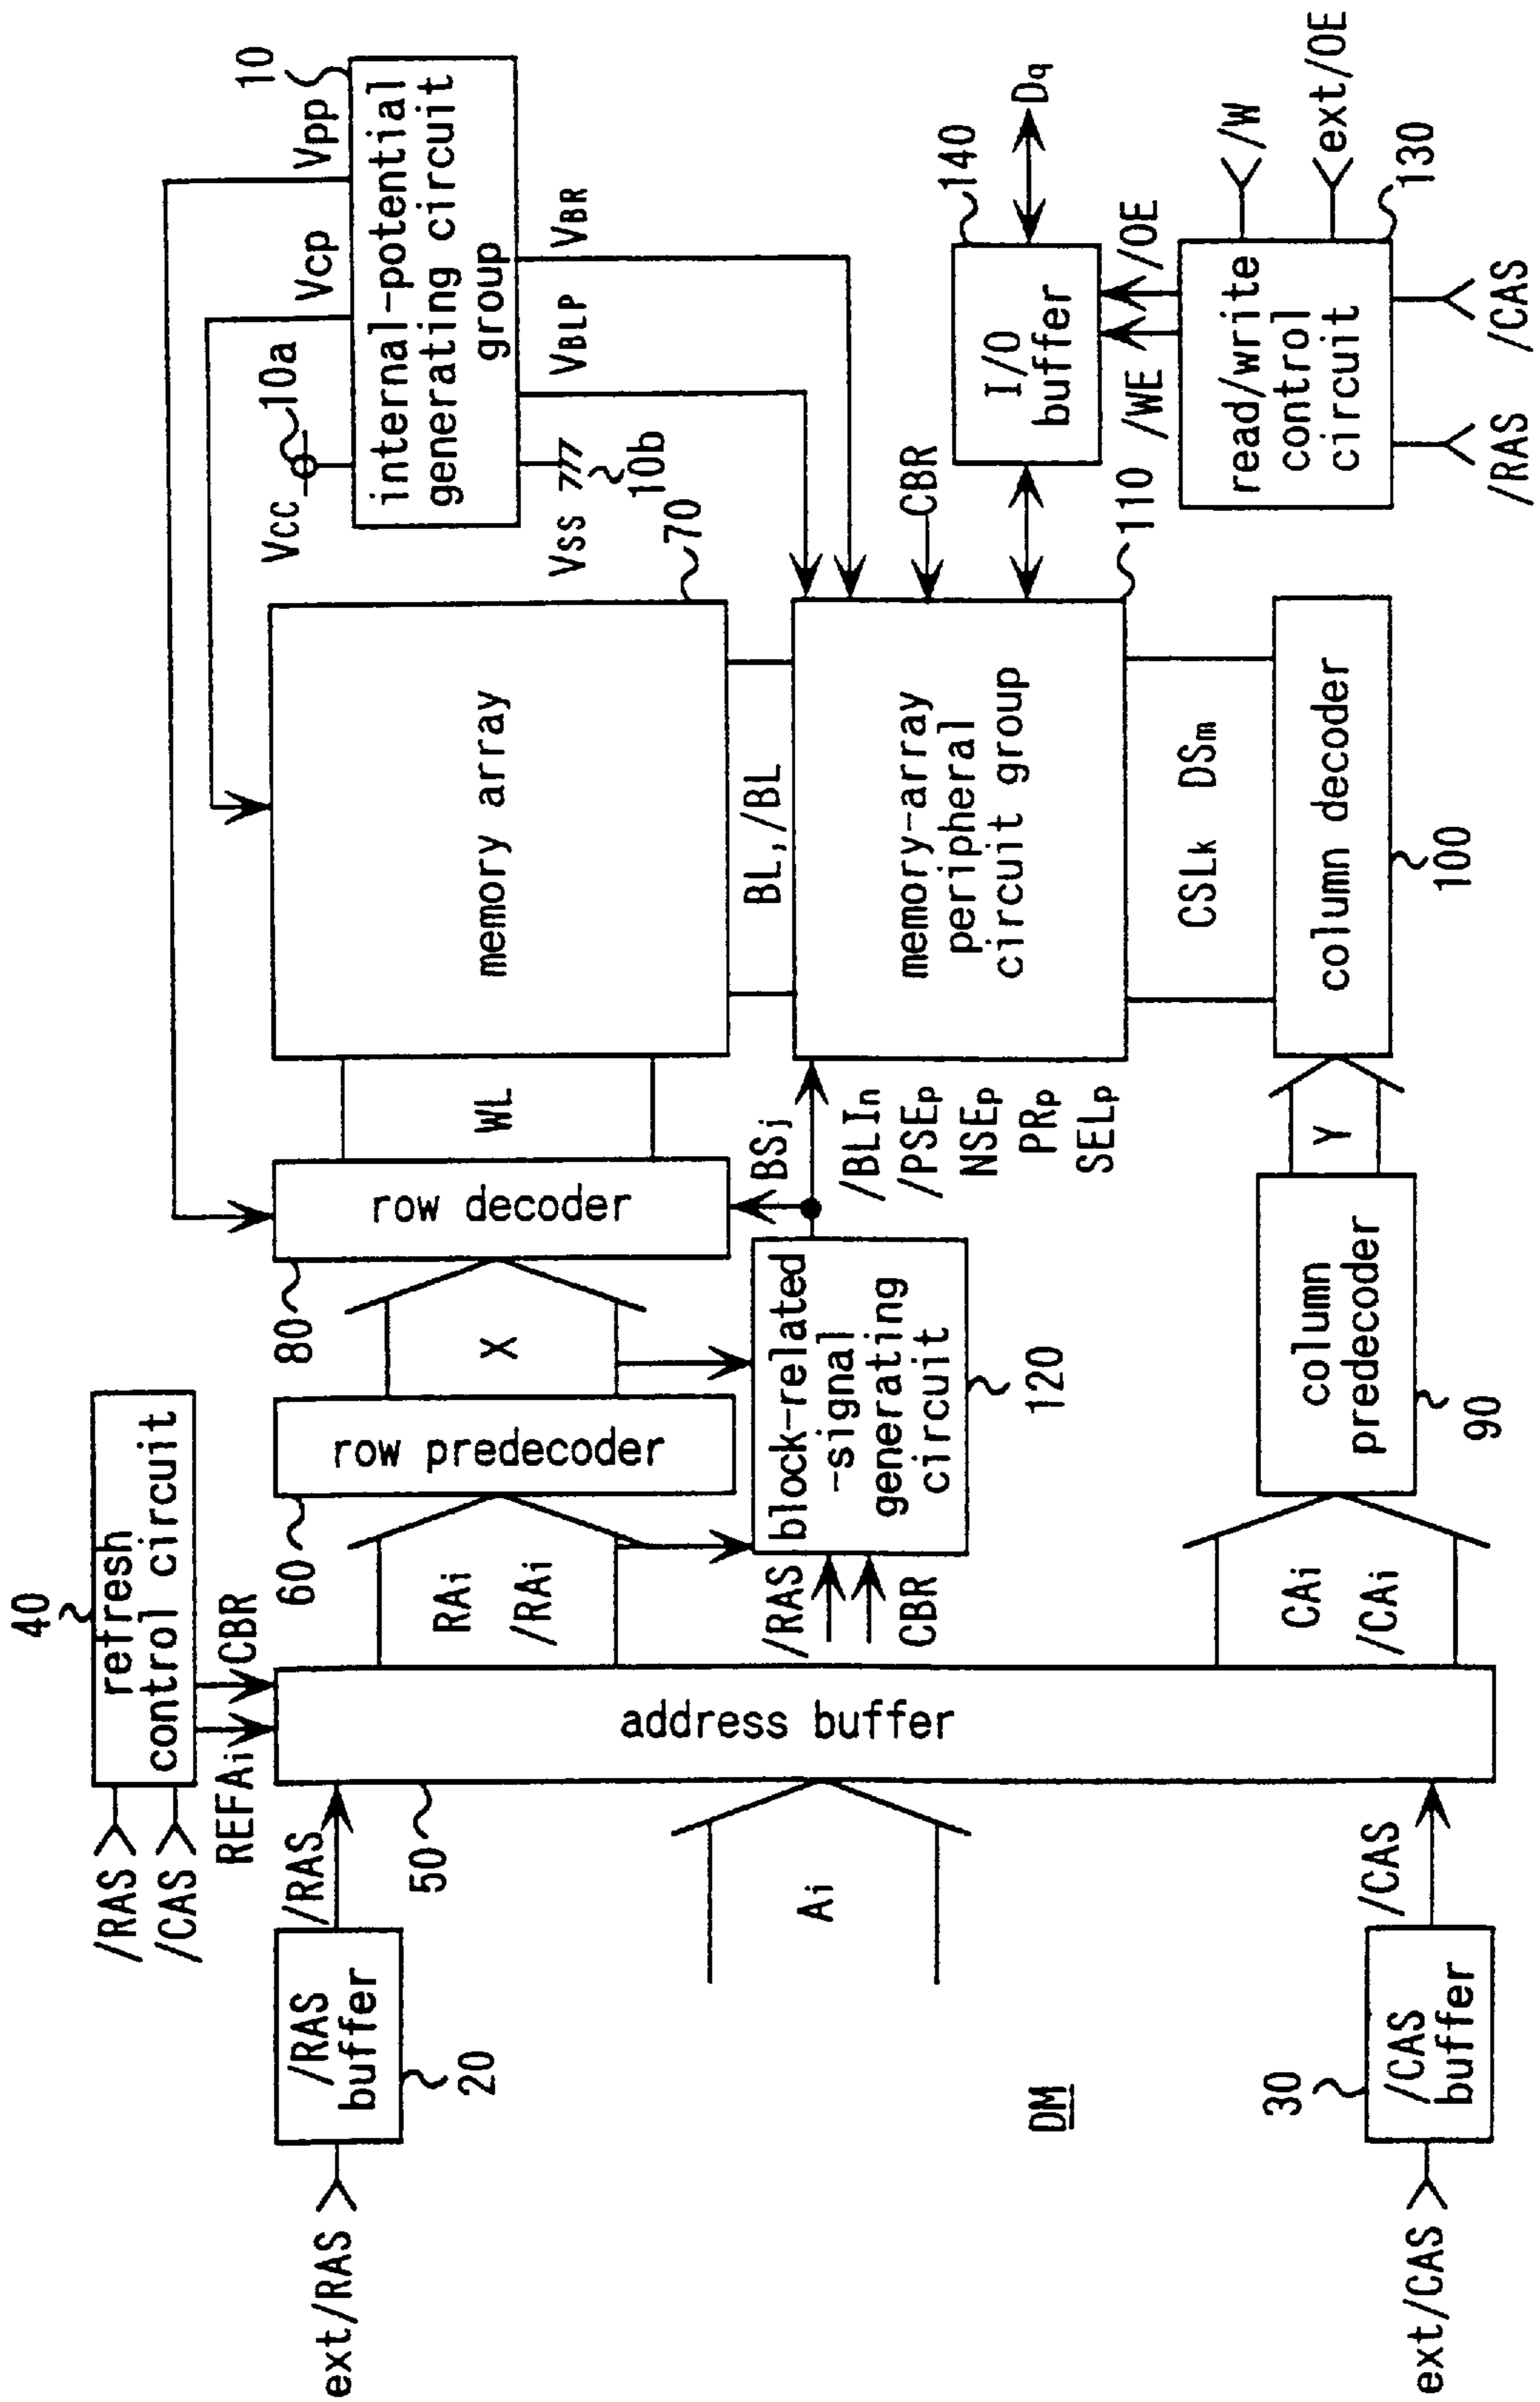 40
/RAS
/CAS
refresh
control circuit
REFAi
CBR
ext/RAS
/RAS
buffer
20
/RAS
50
address buffer
Ai
ext/CAS
/CAS
buffer
30
/CAS
DM
RAi
/RAi
60
row predecoder
X
80
row decoder
WL
memory array
70
Vcc
10a
Vcp
Vpp
10
internal-potential
generating circuit
group
Vss
10b
VBLP
VBR
/RAS
CBR
block-related
-signal
generating
circuit
120
BSj
/BLIn
/PSEp
NSEp
PRp
SELp
BL,/BL
memory-array
peripheral
circuit group
110
CBR
I/O
buffer
140
Dq
/WE
/OE
read/write
control
circuit
130
/W
ext/OE
/RAS
/CAS
CAi
/CAi
column
predecoder
90
Y
column decoder
100
CSLk
DSm